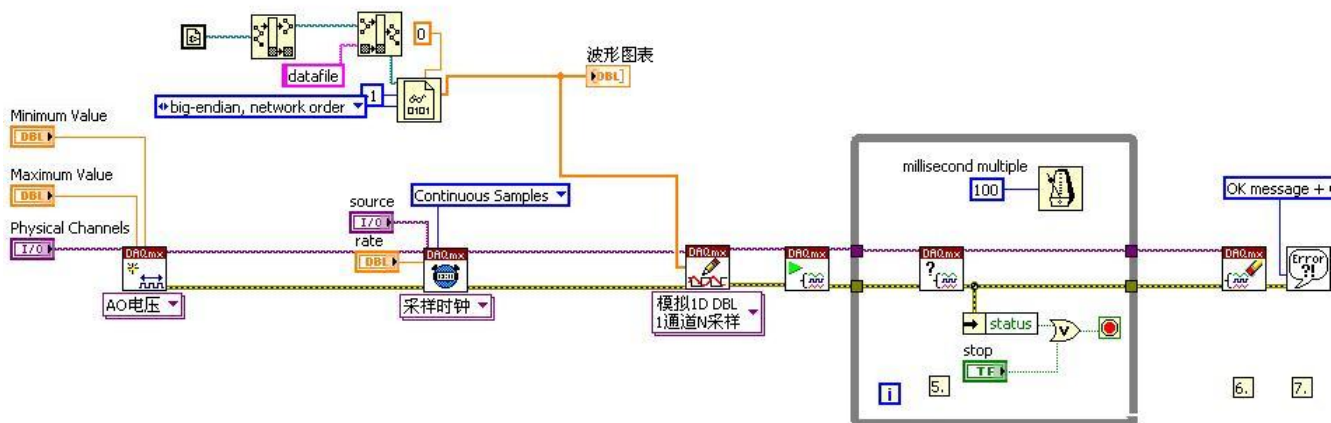 0
波形图表
DBL
datafile
-1
big-endian, network order
0101
Minimum Value
DBL
Maximum Value
DBL
Physical Channels
I/O
DAQmx
AO电压
source
I/O
rate
DBL
Continuous Samples
DAQmx
采样时钟
DAQmx
模拟1D DBL
1通道N采样
DAQmx
millisecond multiple
100
DAQmx
?
status
V
stop
TF
i
5.
DAQmx
OK message +
Error
?!
6.
7.